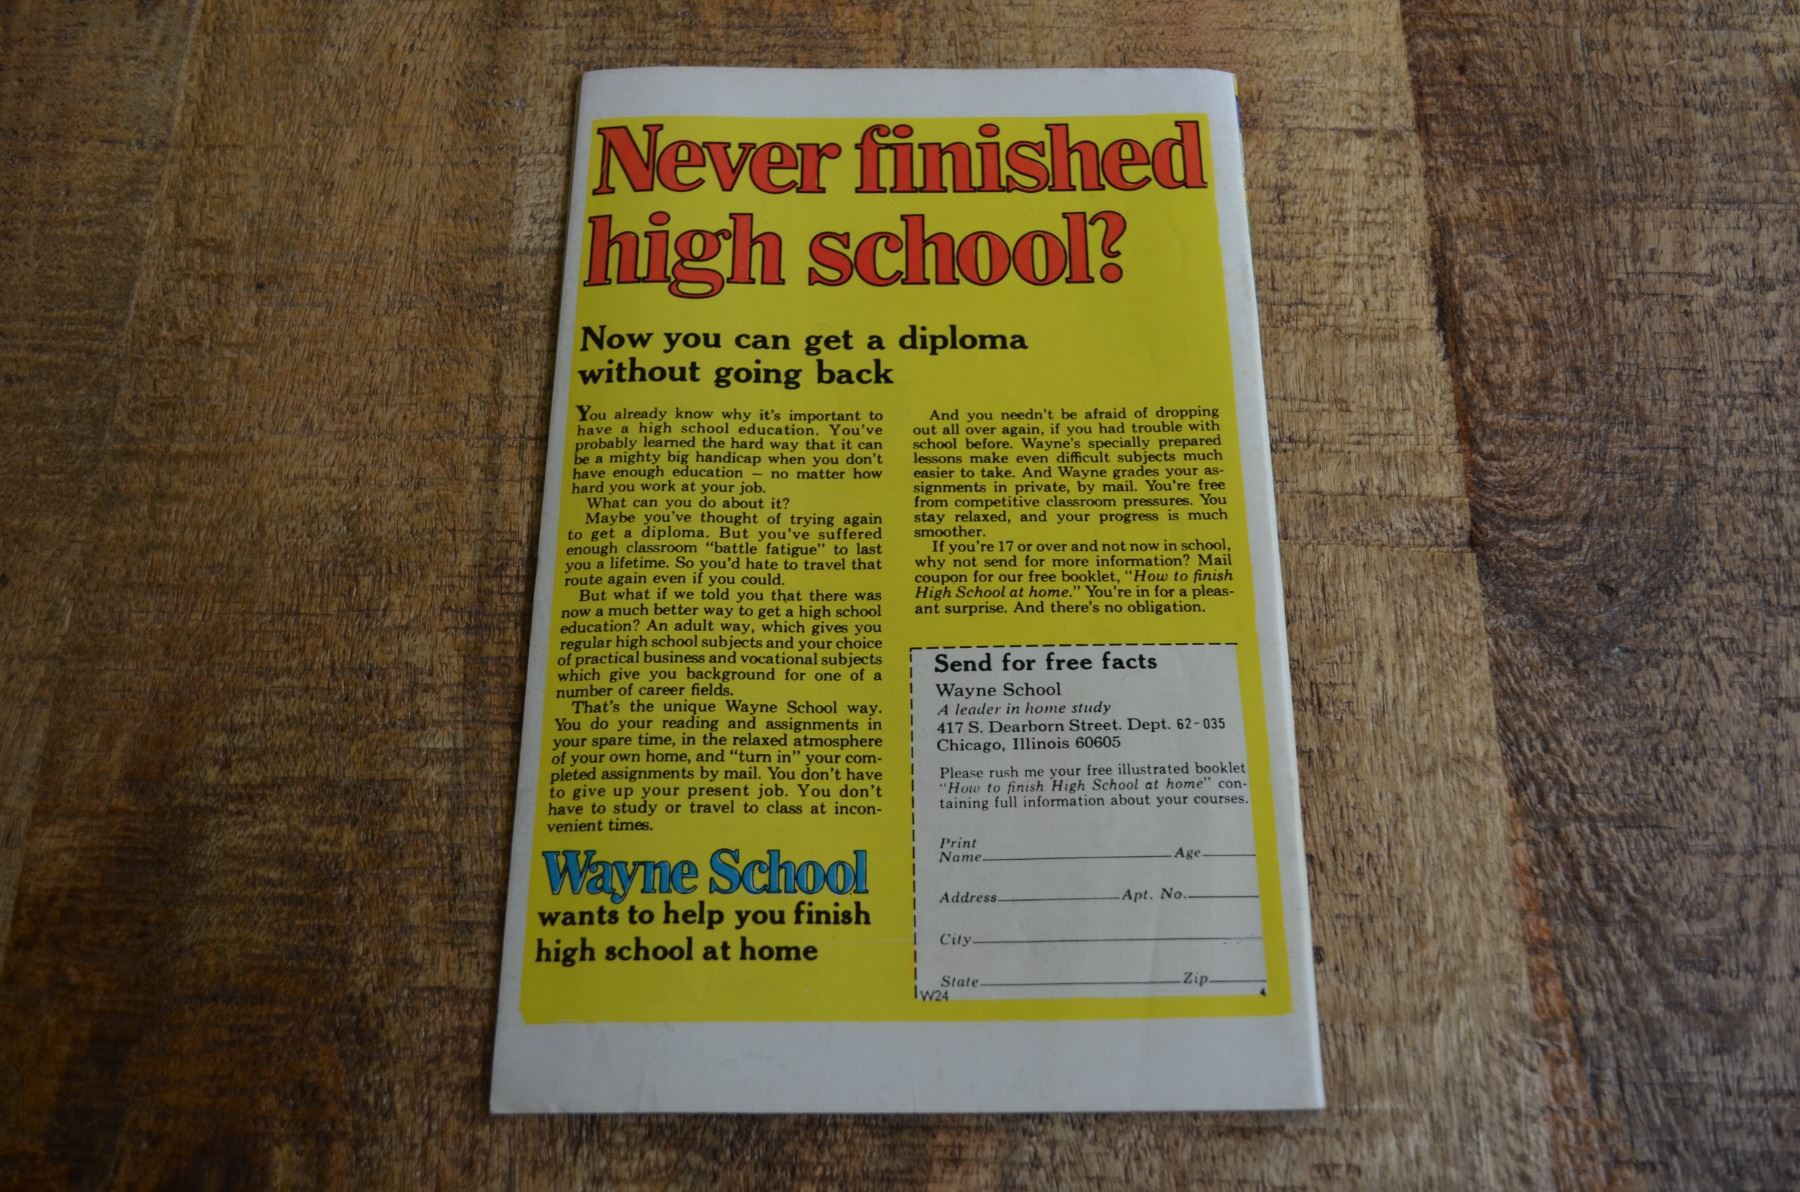 Never finished
high school?
Now you can get a diploma
without going back
You already know why it's important to
have a high school education. You've
probably learned the hard way that it can
be a mighty big handicap when you don't
have enough education — no matter how
hard you work at your job.
What can you do about it?
Maybe you've thought of trying again
to get a diploma. But you've suffered
enough classroom "battle fatigue" to last
you a lifetime. So you'd hate to travel that
route again even if you could.
But what if we told you that there was
now a much better way to get a high school
education? An adult way, which gives you
regular high school subjects and your choice
of practical business and vocational subjects
which give you background for one of a
number of career fields.
That's the unique Wayne School way.
You do your reading and assignments in
your spare time, in the relaxed atmosphere
of your own home, and "turn in" your com-
pleted assignments by mail. You don't have
to give up your present job. You don't
have to study or travel to class at incon-
venient times.
Wayne School
wants to help you finish
high school at home
And you needn't be afraid of dropping
out all over again, if you had trouble with
school before. Wayne's specially prepared
lessons make even difficult subjects much
easier to take. And Wayne grades your as-
signments in private, by mail. You're free
from competitive classroom pressures. You
stay relaxed, and your progress is much
smoother.
If you're 17 or over and not now in school,
why not send for more information? Mail
coupon for our free booklet, "How to finish
High School at home." You're in for a pleas-
ant surprise. And there's no obligation.
Send for free facts
Wayne School
A leader in home study
417 S. Dearborn Street. Dept. 62-035
Chicago, Illinois 60605
Please rush me your free illustrated booklet
"How to finish High School at home" con-
taining full information about your courses.
Print
Name Age
Address Apt. No.
City
State Zip
W24 4